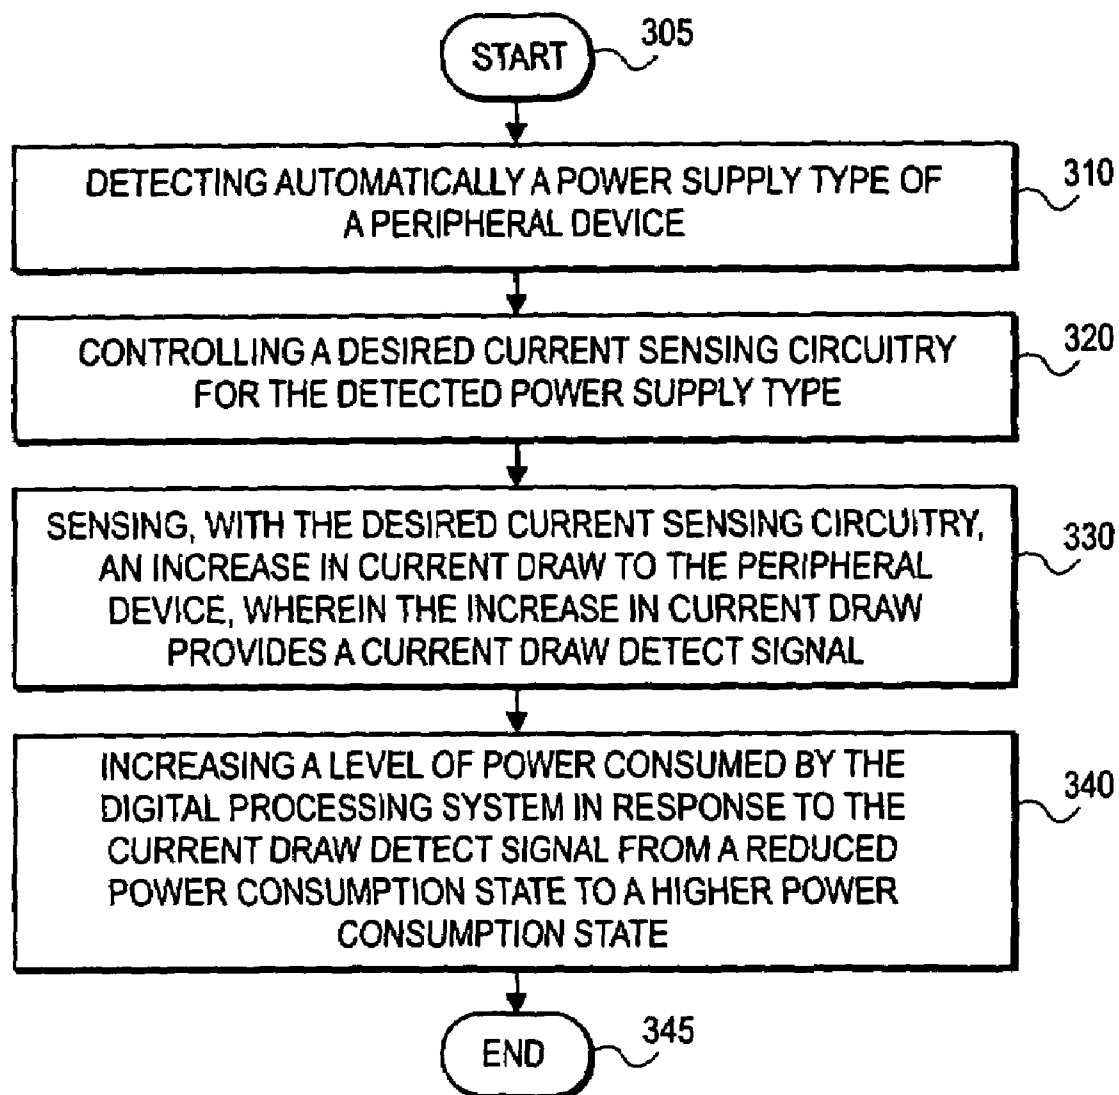 START
305
DETECTING AUTOMATICALLY A POWER SUPPLY TYPE OF
A PERIPHERAL DEVICE
310
CONTROLLING A DESIRED CURRENT SENSING CIRCUITRY
FOR THE DETECTED POWER SUPPLY TYPE
320
SENSING, WITH THE DESIRED CURRENT SENSING CIRCUITRY,
AN INCREASE IN CURRENT DRAW TO THE PERIPHERAL
DEVICE, WHEREIN THE INCREASE IN CURRENT DRAW
PROVIDES A CURRENT DRAW DETECT SIGNAL
330
INCREASING A LEVEL OF POWER CONSUMED BY THE
DIGITAL PROCESSING SYSTEM IN RESPONSE TO THE
CURRENT DRAW DETECT SIGNAL FROM A REDUCED
POWER CONSUMPTION STATE TO A HIGHER POWER
CONSUMPTION STATE
340
END
345